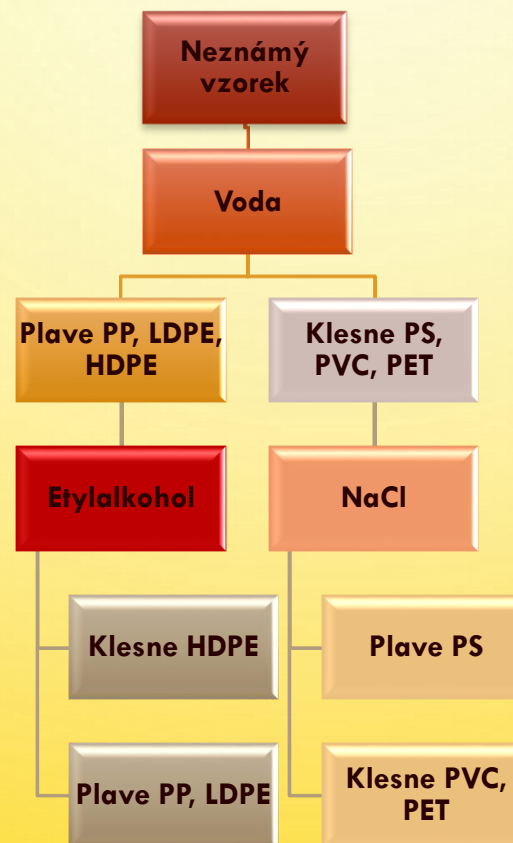 Neznámý
vzorek
Voda
Plave PP, LDPE,
HDPE
Klesne PS,
PVC, PET
Etylalkohol
NaCl
Klesne HDPE
Plave PS
Plave PP, LDPE
Klesne PVC,
PET